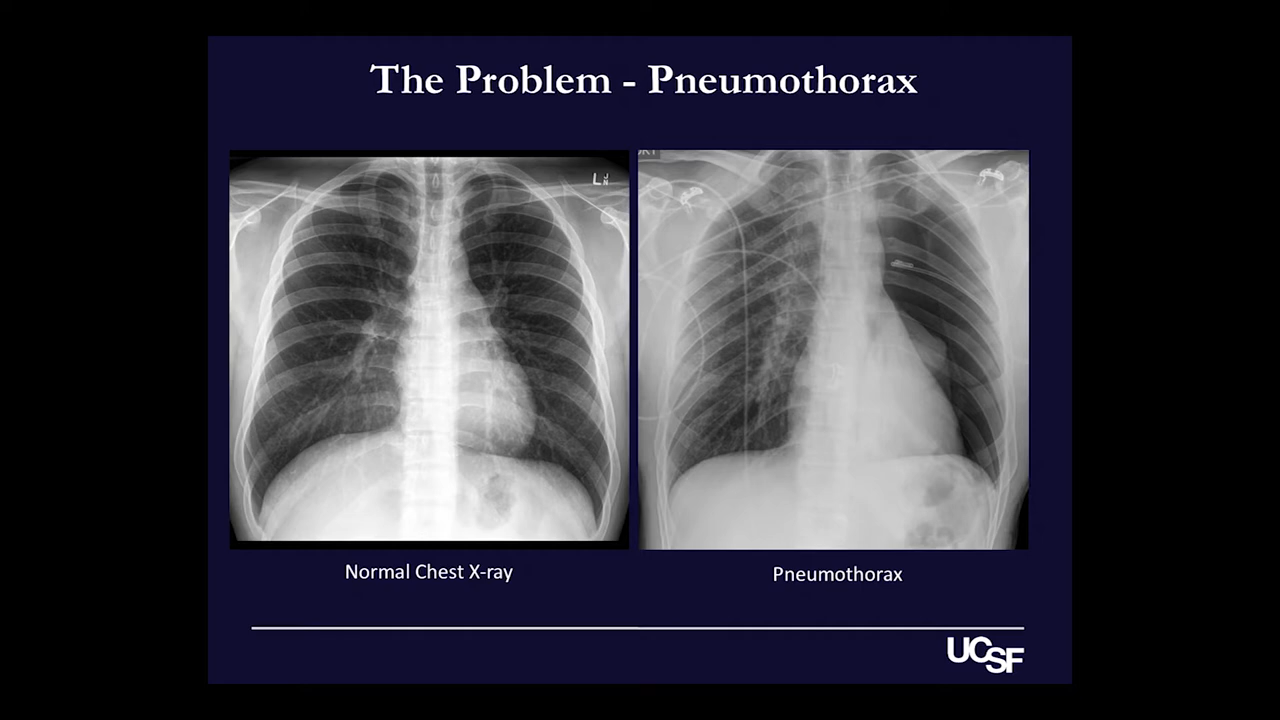 The Problem - Pneumothorax
L
Normal Chest X-ray
Pneumothorax
UCSF